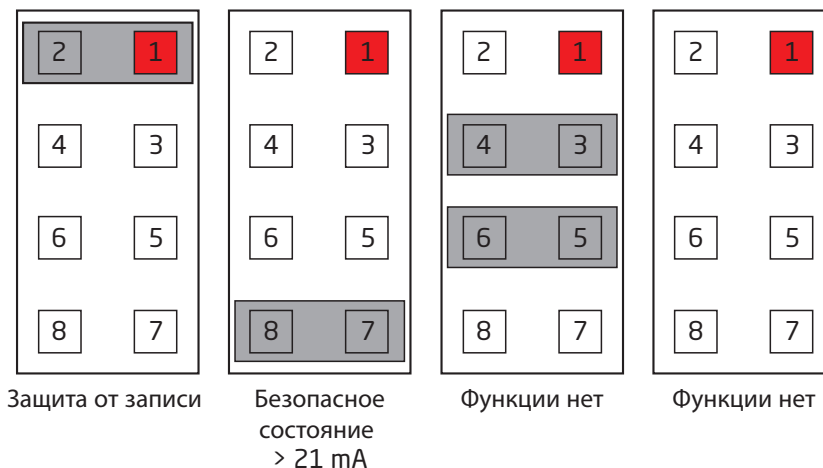 2 1 2 1 2 1 2 1
4 3 4 3 4 3 4 3
6 5 6 5 6 5 6 5
8 7 8 7 8 7 8 7
Защита от записи Безопасное Функции нет Функции нет
состояние
> 21 mA